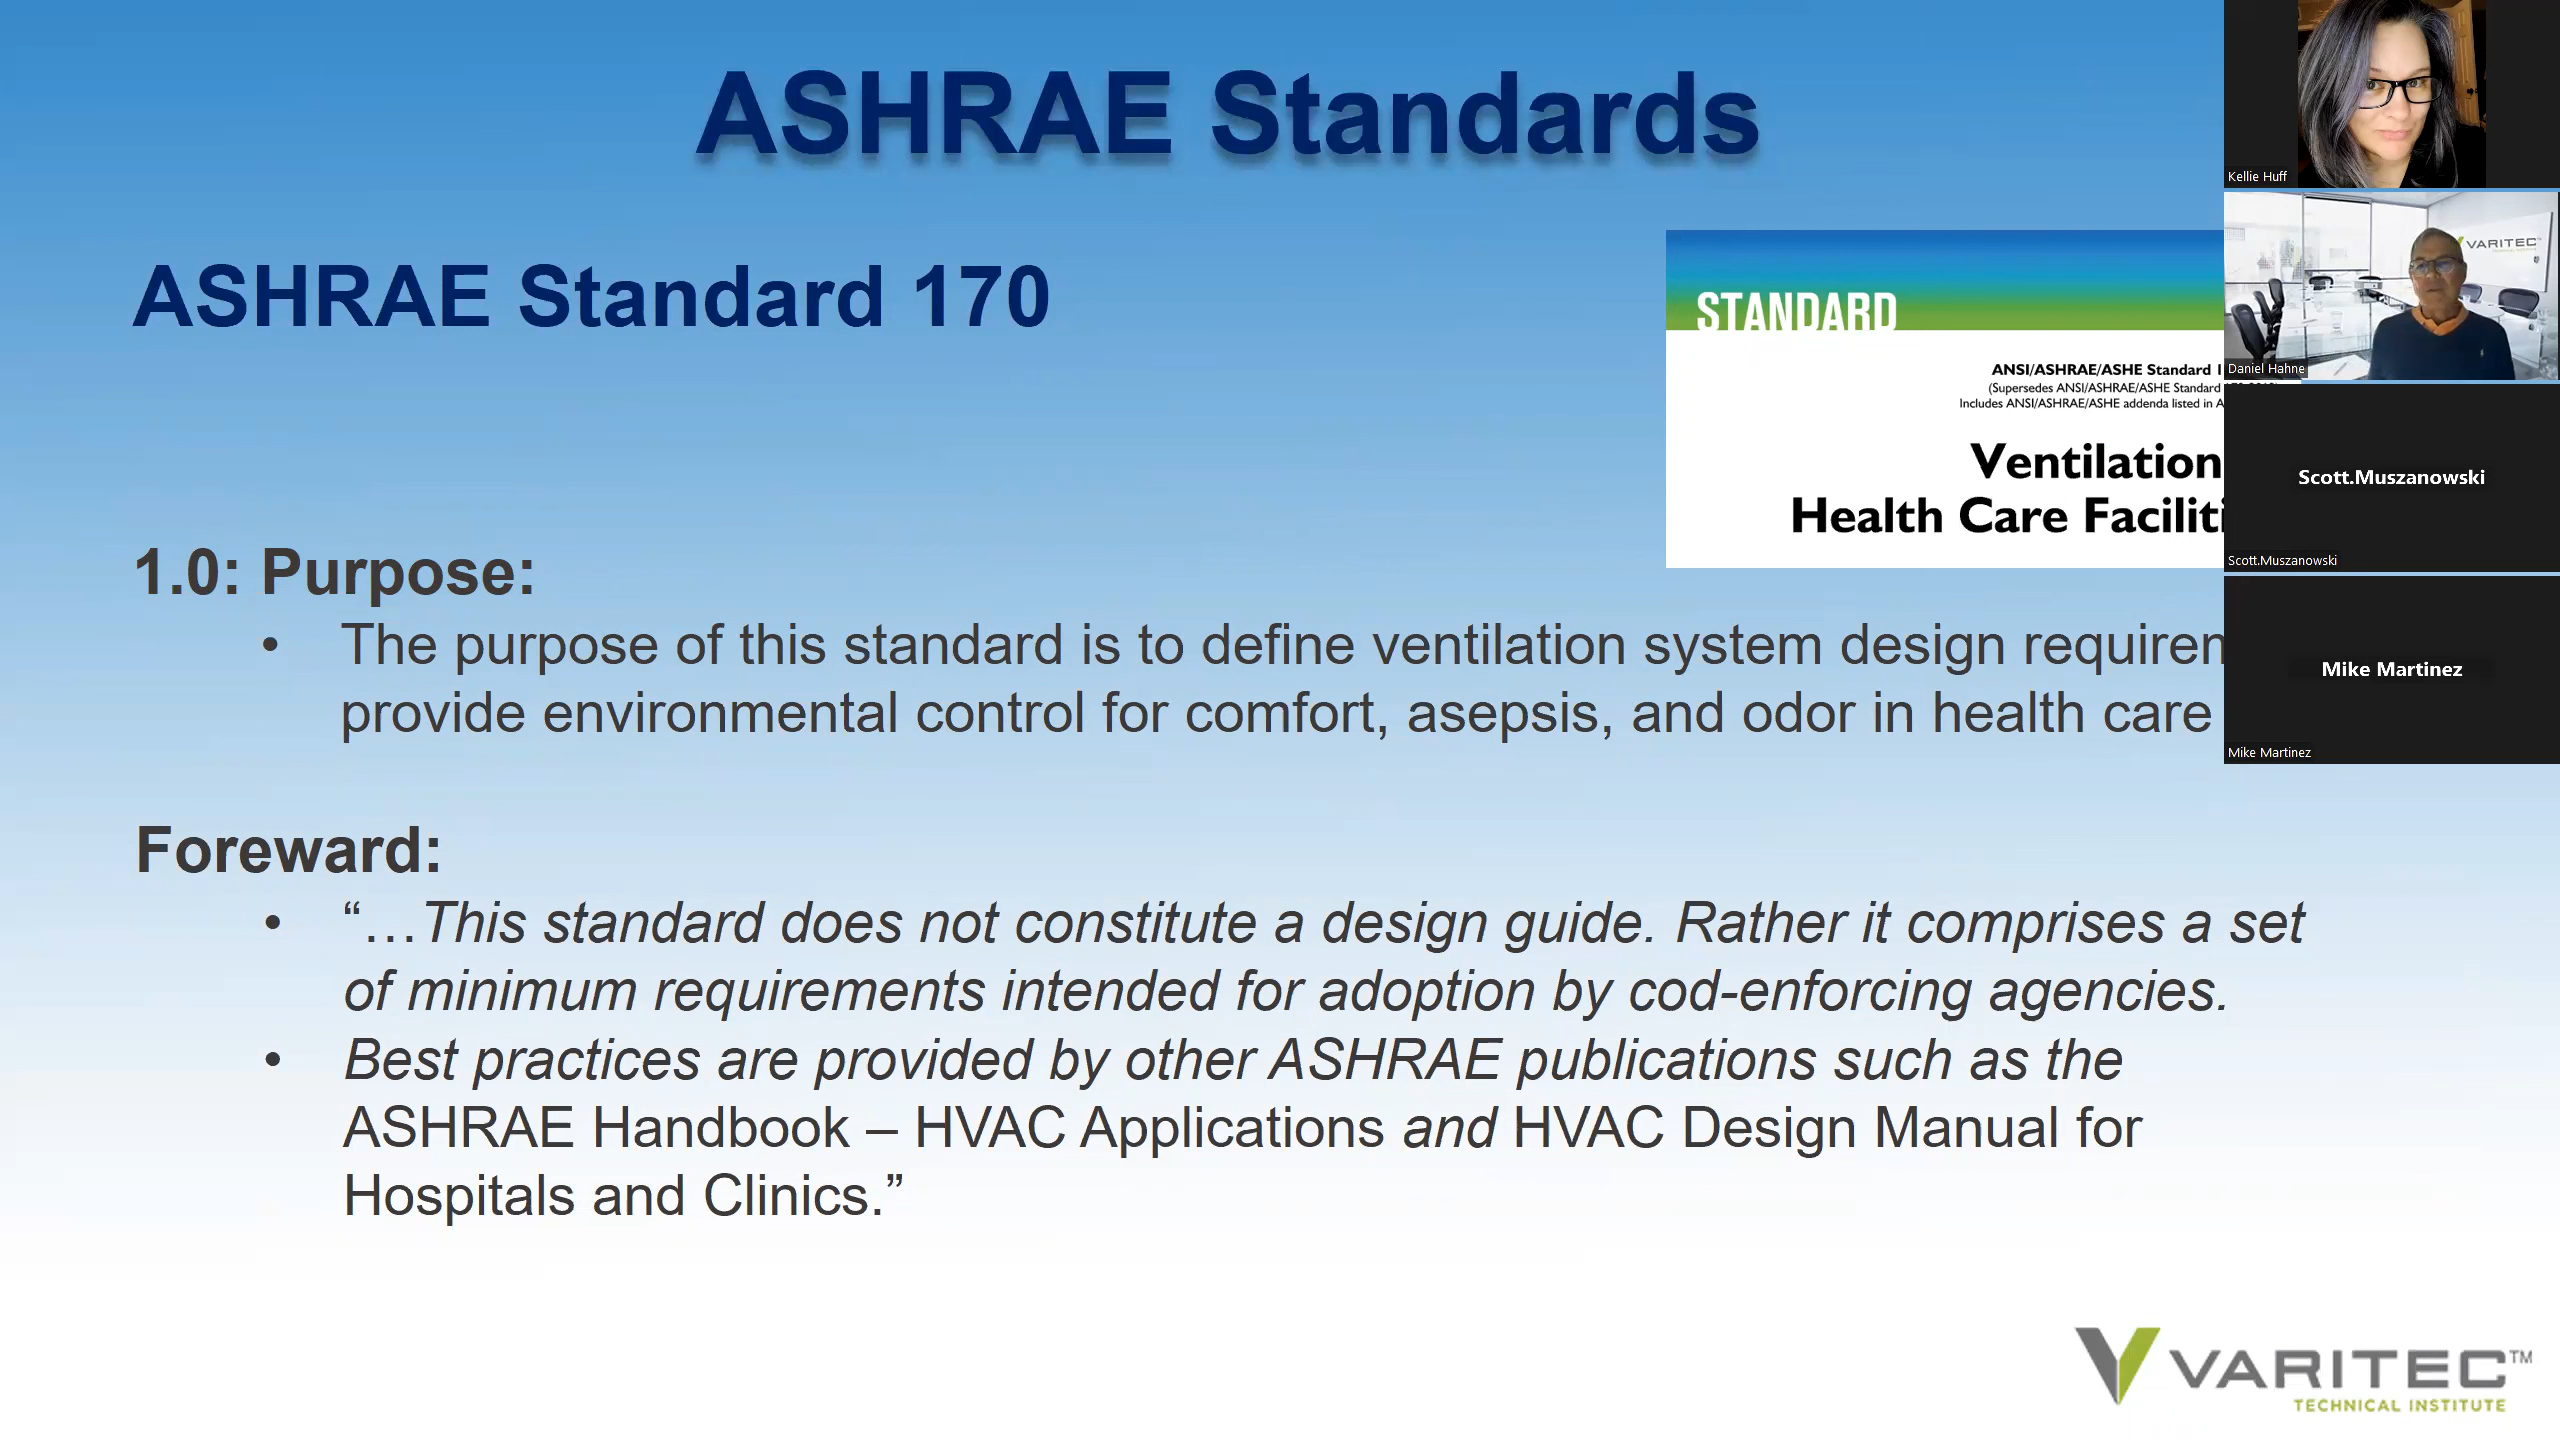 ASHRAE Standards
ASHRAE Standard 170
STANDARD
ANSI/ASHRAE/ASHE Standard
(Supersedes ANSI/ASHRAE/ASHE Standard
Includes ANSI/ASHRAE/ASHE addenda listed in
Ventilation
Health Care
1.0: Purpose:
• The purpose of this standard is to define ventilation system design
provide environmental control for comfort, asepsis, and odor in health care
Foreward:
• “…This standard does not constitute a design guide. Rather it comprises a set
of minimum requirements intended for adoption by cod-enforcing agencies.
• Best practices are provided by other ASHRAE publications such as the
ASHRAE Handbook – HVAC Applications and HVAC Design Manual for
Hospitals and Clinics.”
Kellie Huff
VARITEC
Daniel Hahne
Scott.Muszanowski
Scott.Muszanowski
Mike Martinez
Mike Martinez
VARITEC™
TECHNICAL INSTITUTE